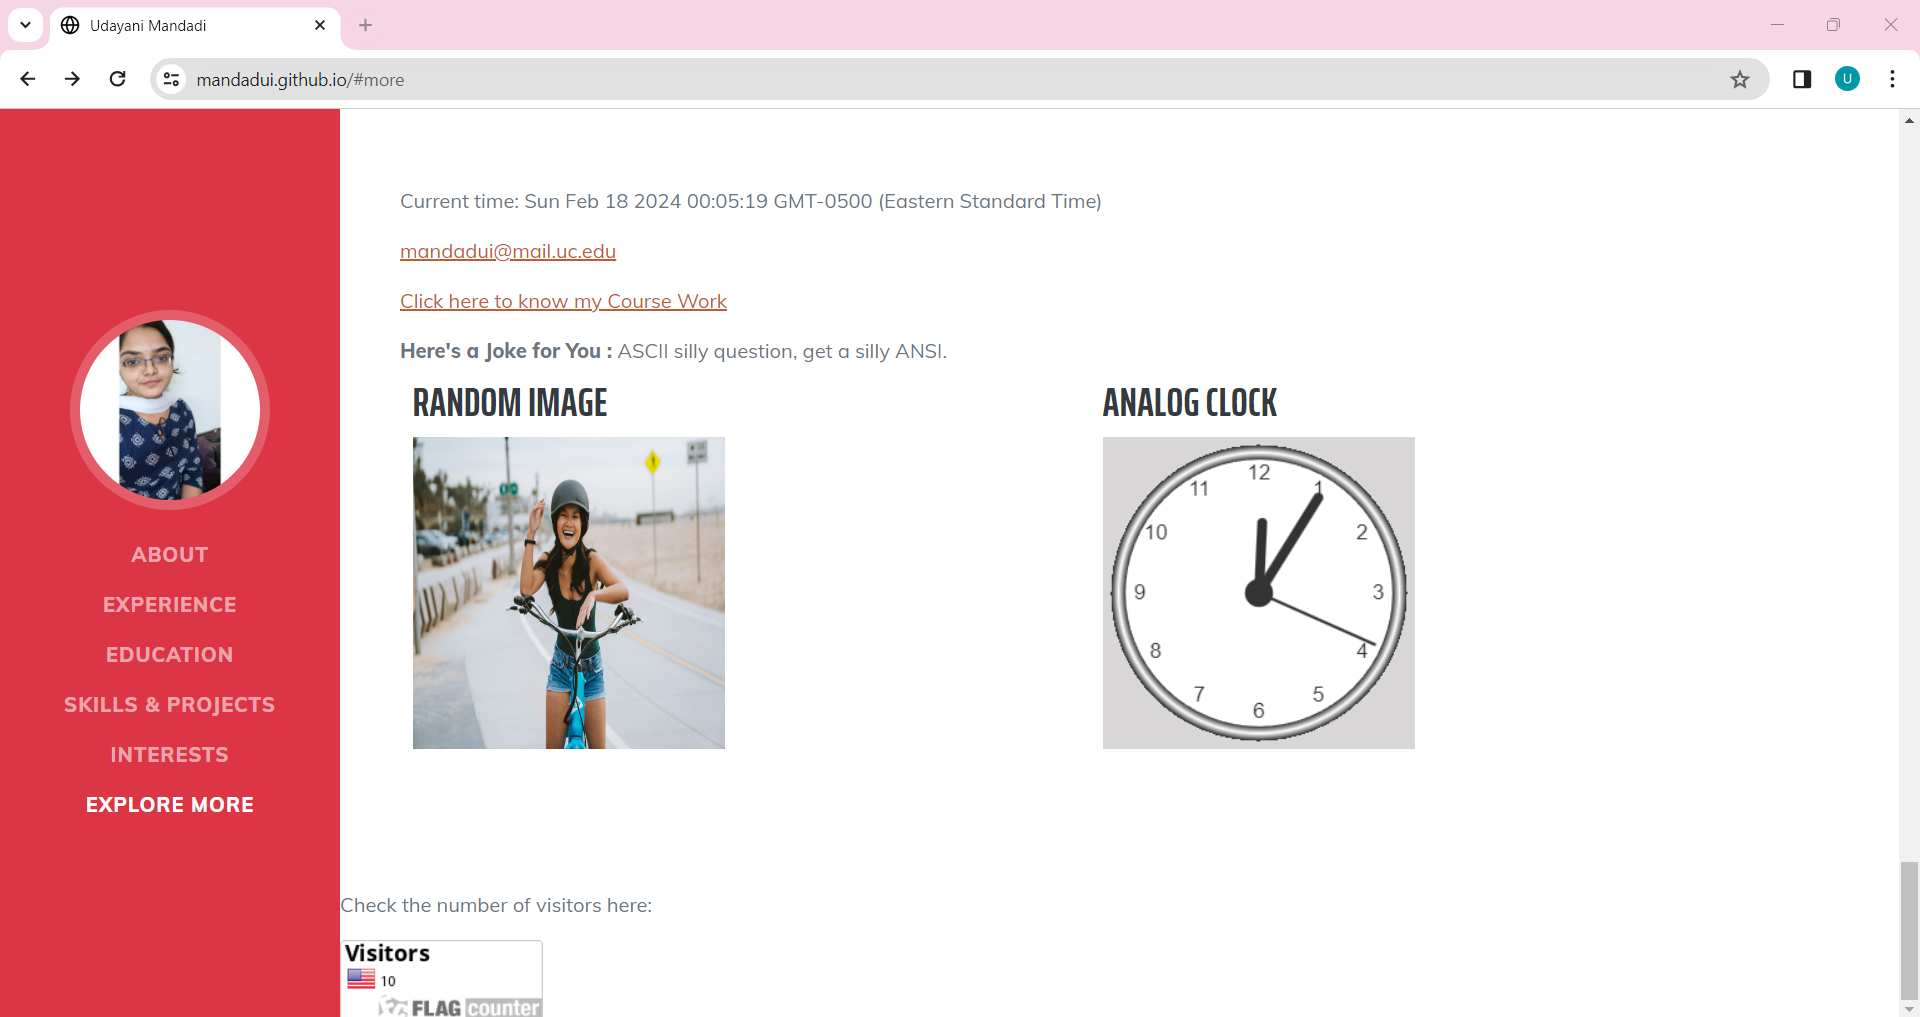 Udayani Mandadi
mandadui.github.io/#more
U
Current time: Sun Feb 18 2024 00:05:19 GMT-0500 (Eastern Standard Time)
mandadui@mail.uc.edu
Click here to know my Course Work
Here's a Joke for You : ASCII silly question, get a silly ANSI.
ABOUT
EXPERIENCE
EDUCATION
SKILLS & PROJECTS
INTERESTS
EXPLORE MORE
RANDOM IMAGE
ANALOG CLOCK
12
11 1
10 2
9 3
8 4
7 5
6
Check the number of visitors here:
Visitors
10
FLAG counter